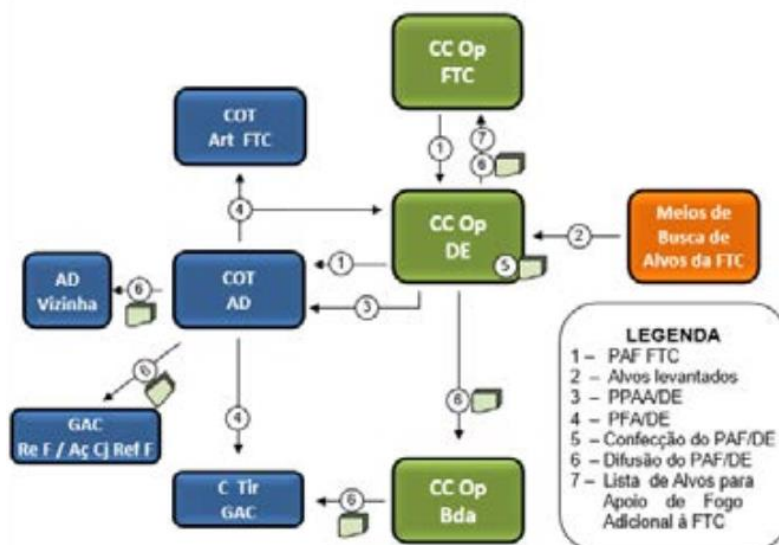 CC Op
FTC
COT
Art FTC
1
7
6
4
CC Op
DE
5
2
Meios de
Busca de
Alvos da FTC
1
3
AD
Vizinha
6
COT
AD
6
4
6
GAC
Re F / Aç Cj Ref F
C Tir
GAC
6
CC Op
Bda
LEGENDA
1 – PAF FTC
2 – Alvos levantados
3 – PPAA/DE
4 – PFA/DE
5 – Confecção do PAF/DE
6 – Difusão do PAF/DE
7 – Lista de Alvos para
Apoio de Fogo
Adicional à FTC